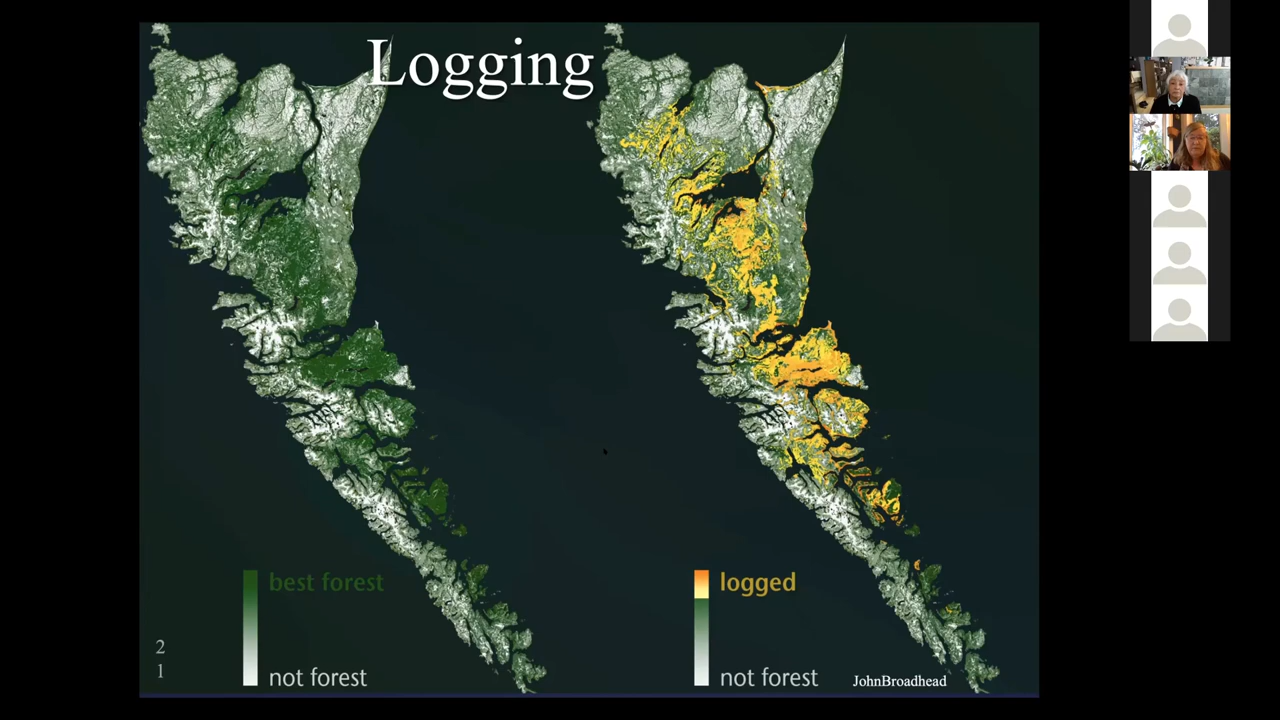 Logging
best forest
not forest
2
1
logged
not forest
JohnBroadhead